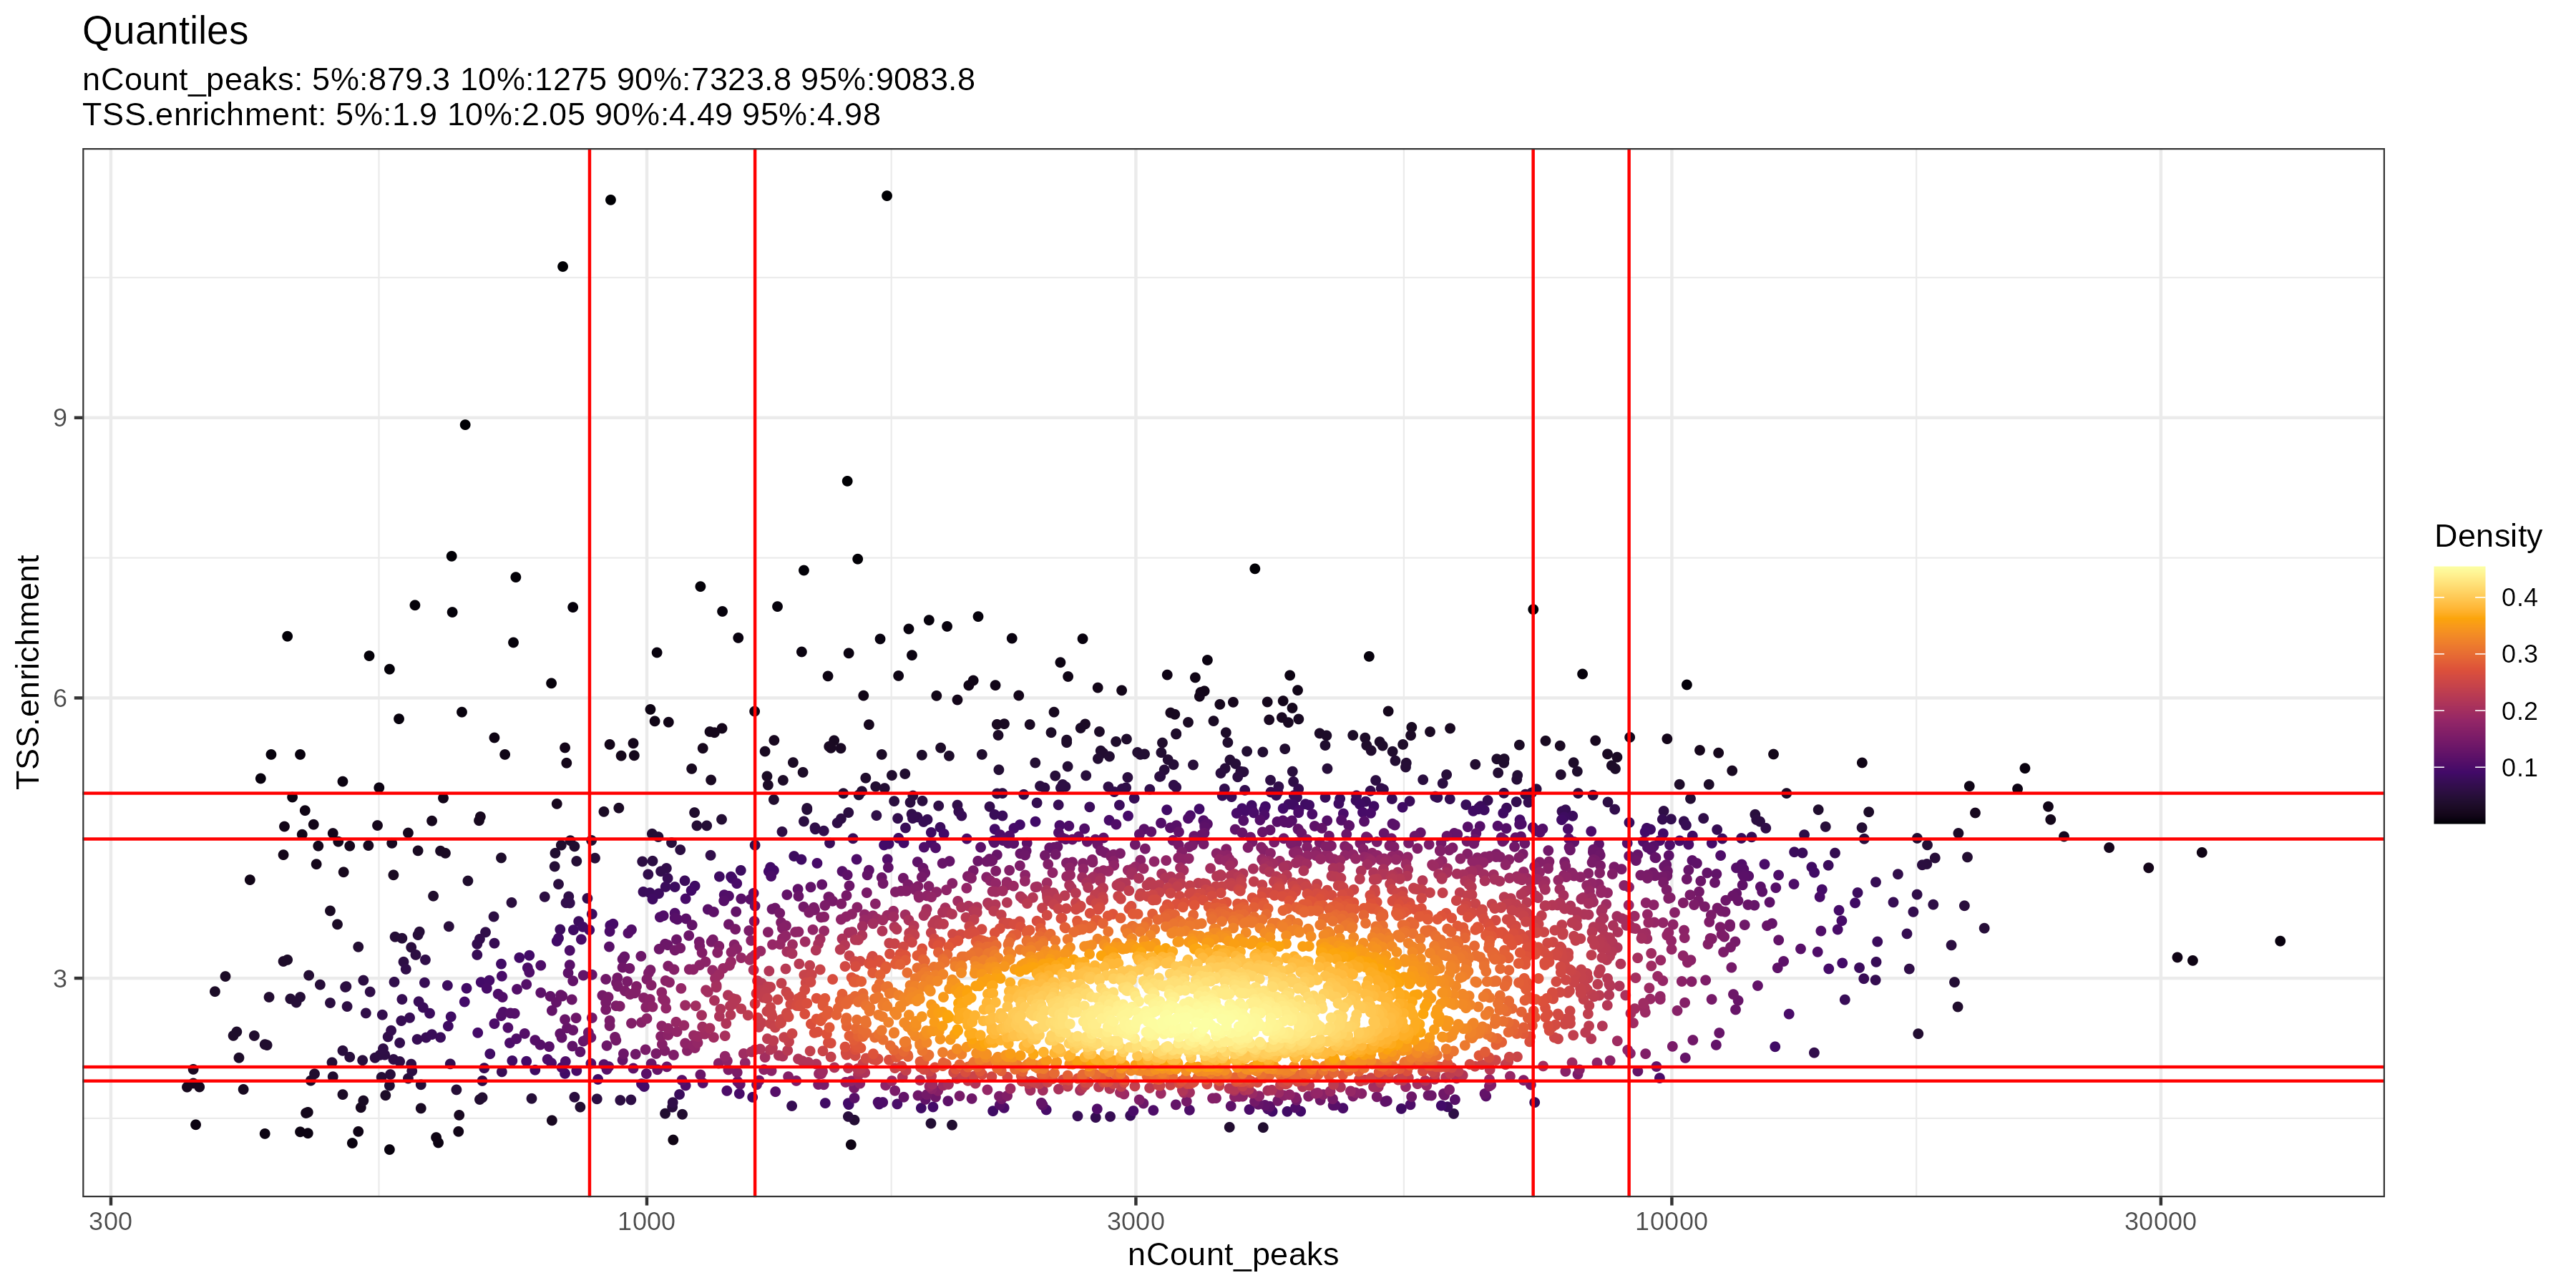 Quantiles
nCount_peaks: 5%:879.3 10%:1275 90%:7323.8 95%:9083.8
TSS.enrichment: 5%:1.9 10%:2.05 90%:4.49 95%:4.98
TSS.enrichment
9
6
3
300
1000
3000
10000
30000
nCount_peaks
Density
0.4
0.3
0.2
0.1